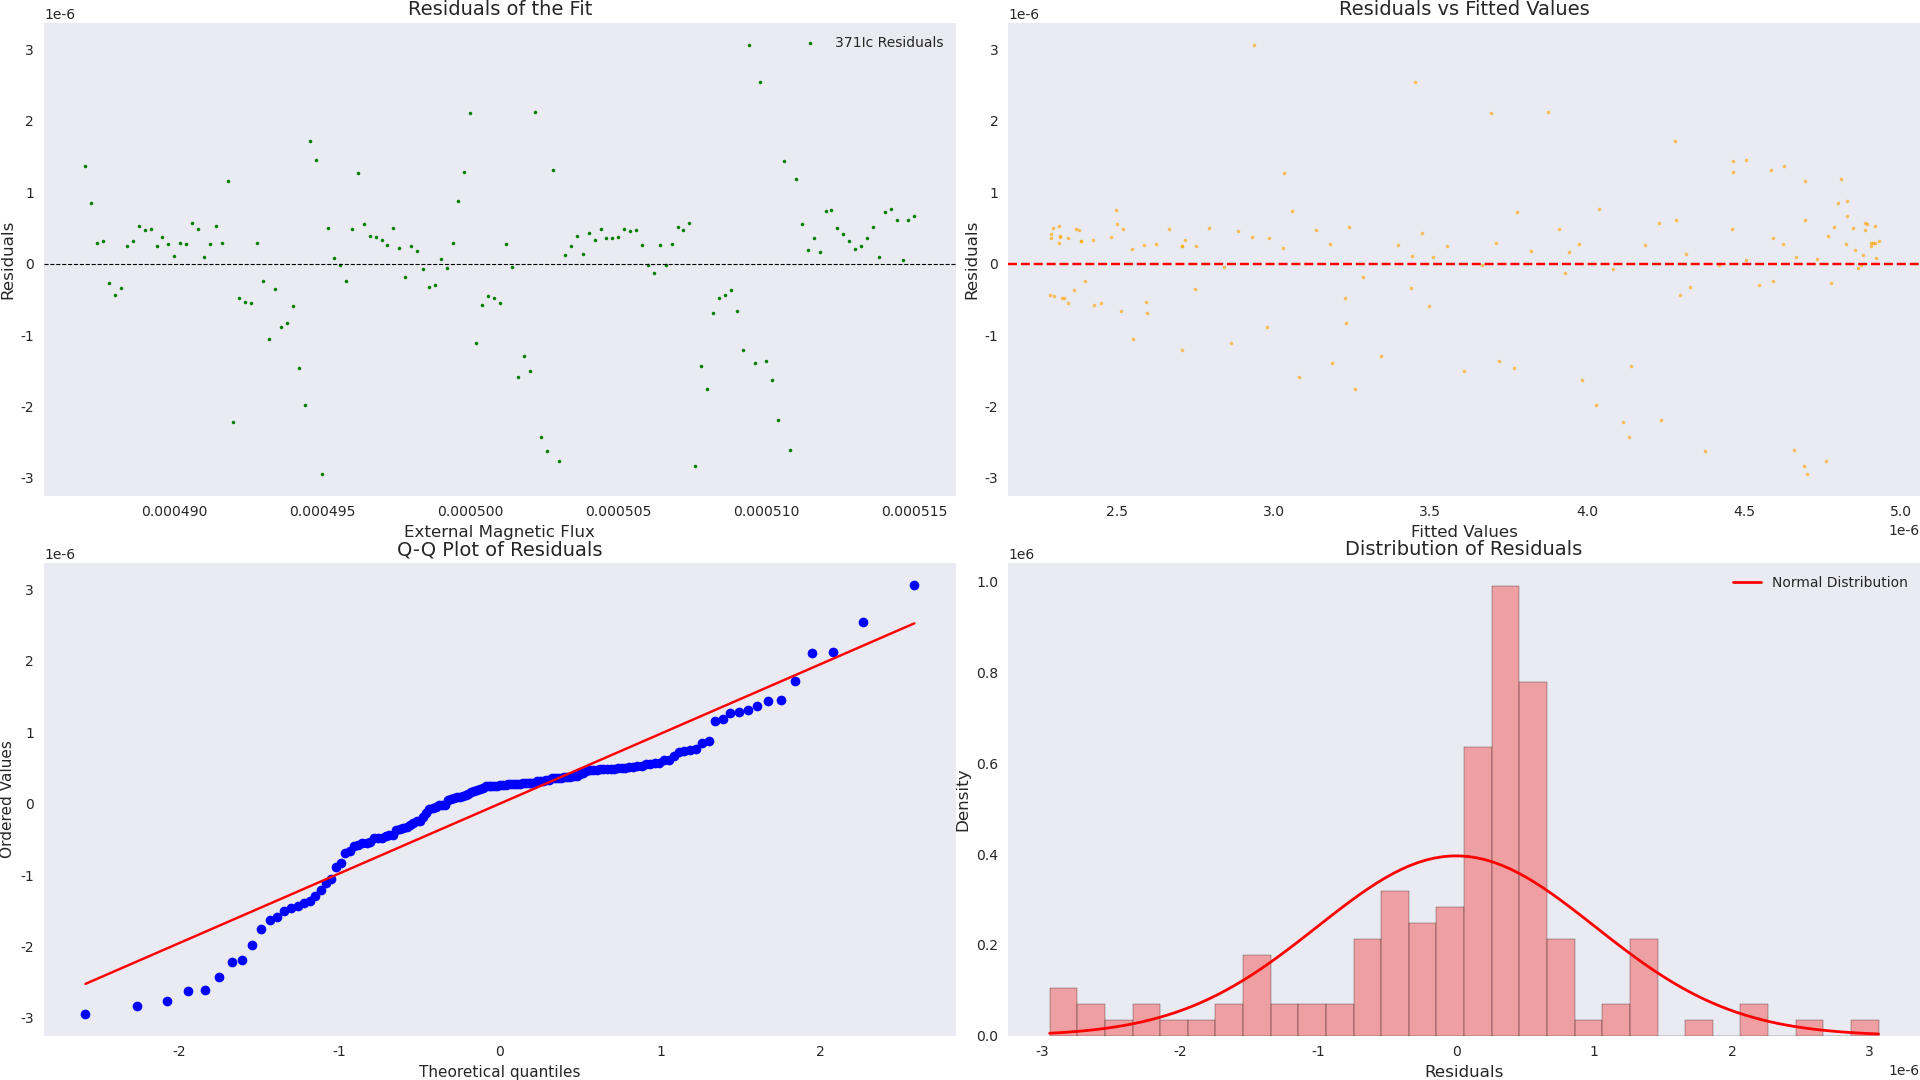 Residuals of the Fit
1e-6
371Ic Residuals
3
2
1
0
-1
-2
-3
Residuals
0.000490 0.000495 0.000500 0.000505 0.000510 0.000515
External Magnetic Flux
Residuals vs Fitted Values
1e-6
3
2
1
0
-1
-2
-3
Residuals
2.5 3.0 3.5 4.0 4.5 5.0
1e-6
Fitted Values
Q-Q Plot of Residuals
1e-6
3
2
1
0
-1
-2
-3
Ordered Values
-2 -1 0 1 2
Theoretical quantiles
Distribution of Residuals
1e6
Normal Distribution
1.0
0.8
0.6
0.4
0.2
0.0
Density
-3 -2 -1 0 1 2 3
1e-6
Residuals